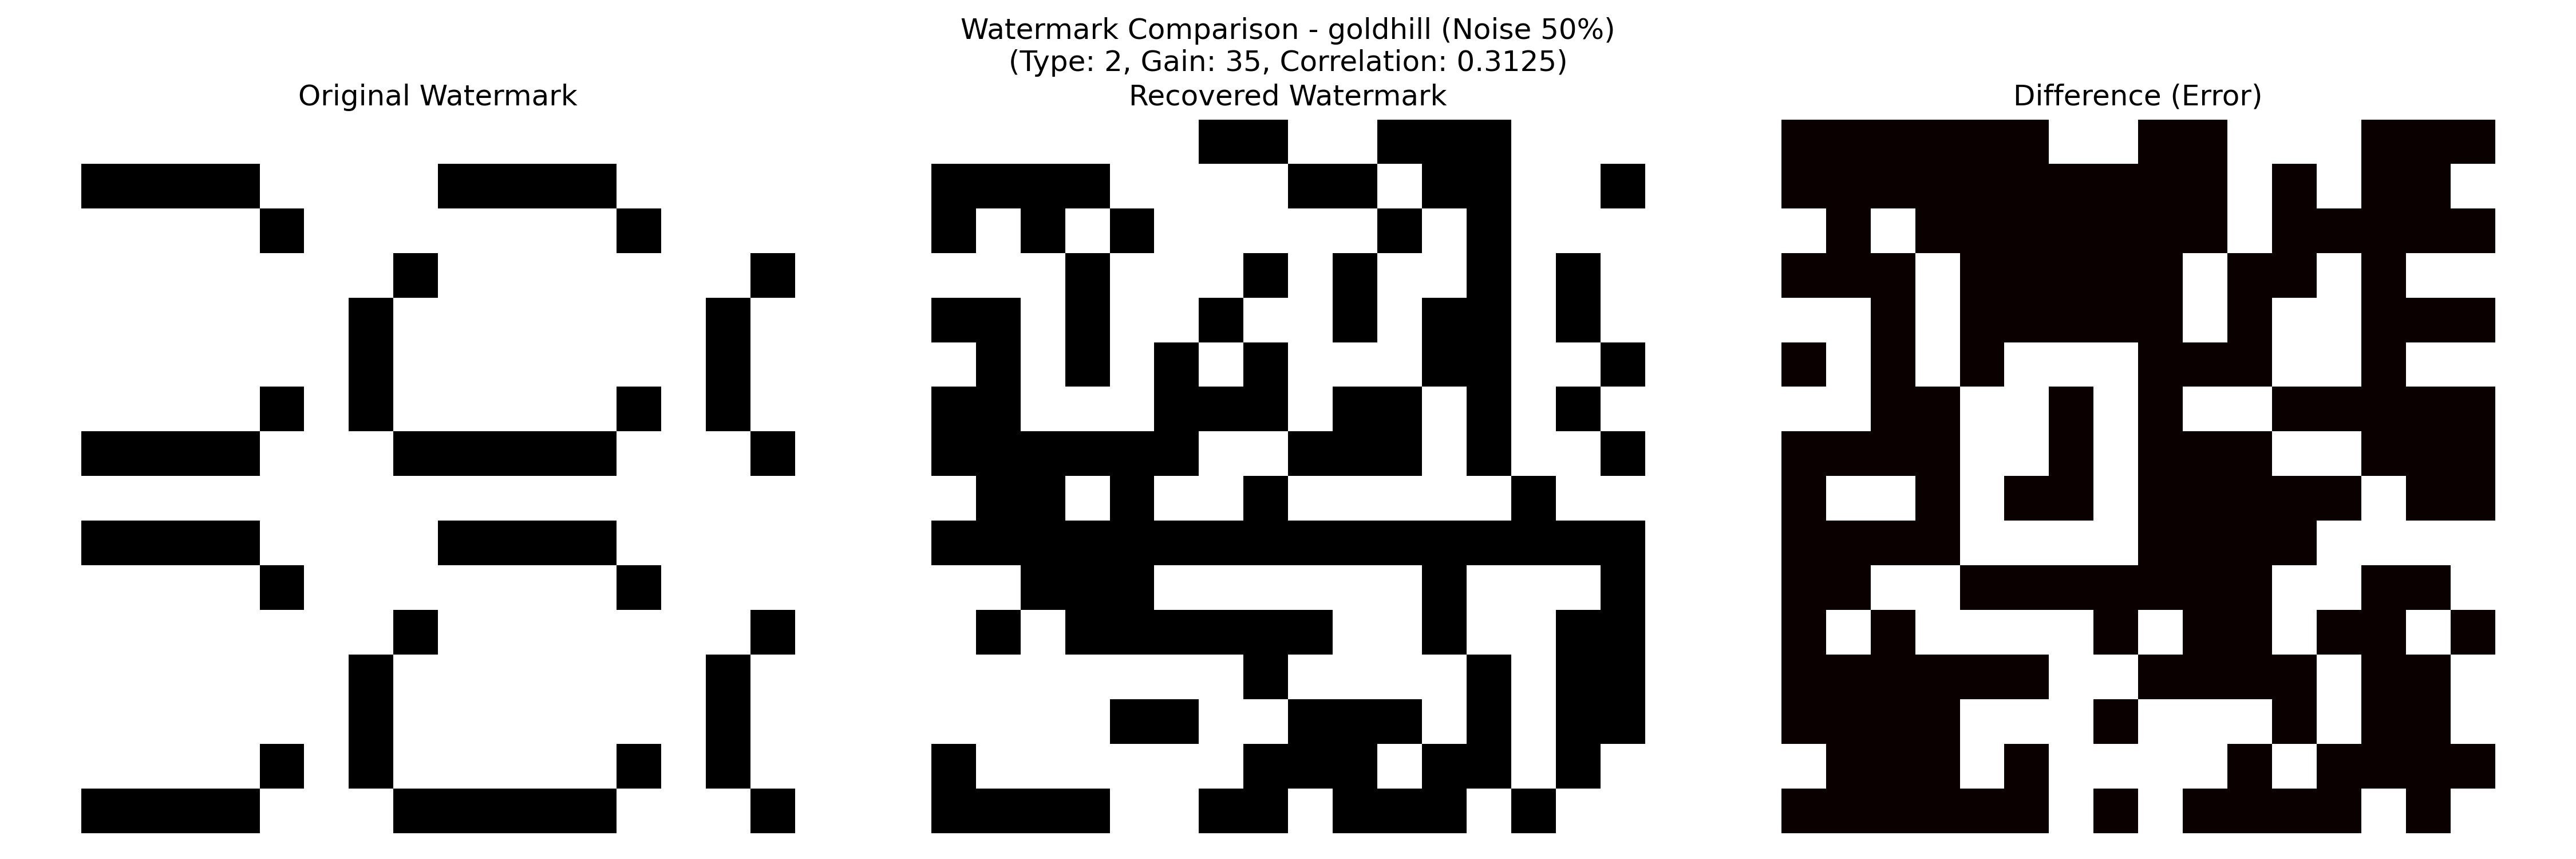 Watermark Comparison - goldhill (Noise 50%)
(Type: 2, Gain: 35, Correlation: 0.3125)
Original Watermark
Recovered Watermark
Difference (Error)